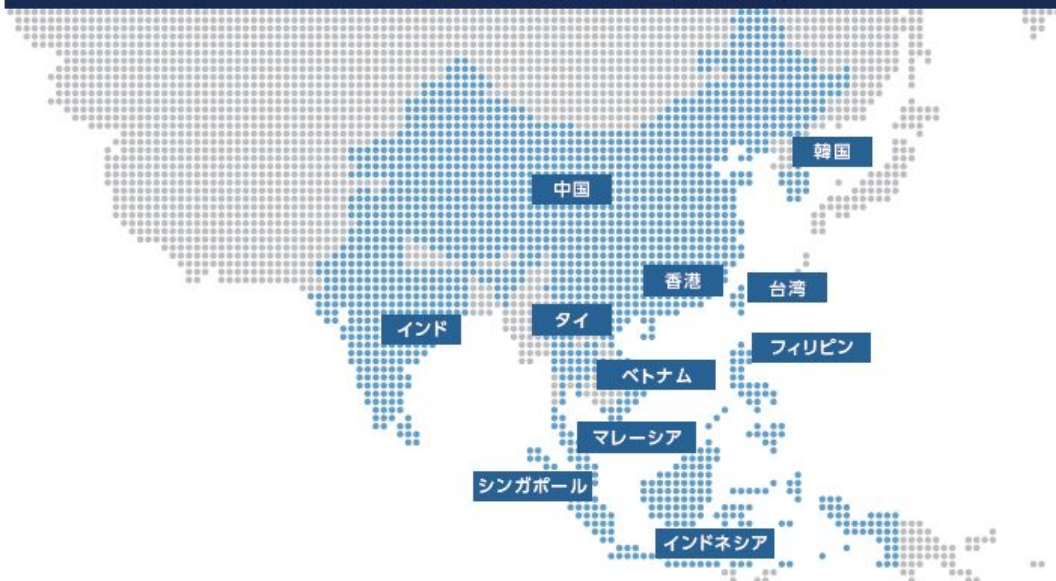 韓国
中国
香港
台湾
タイ
インド
フィリピン
ベトナム
マレーシア
シンガポール
インドネシア